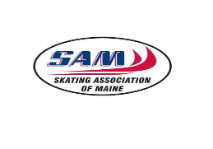 SAM
SKATING ASSOCIATION
OF MAINE